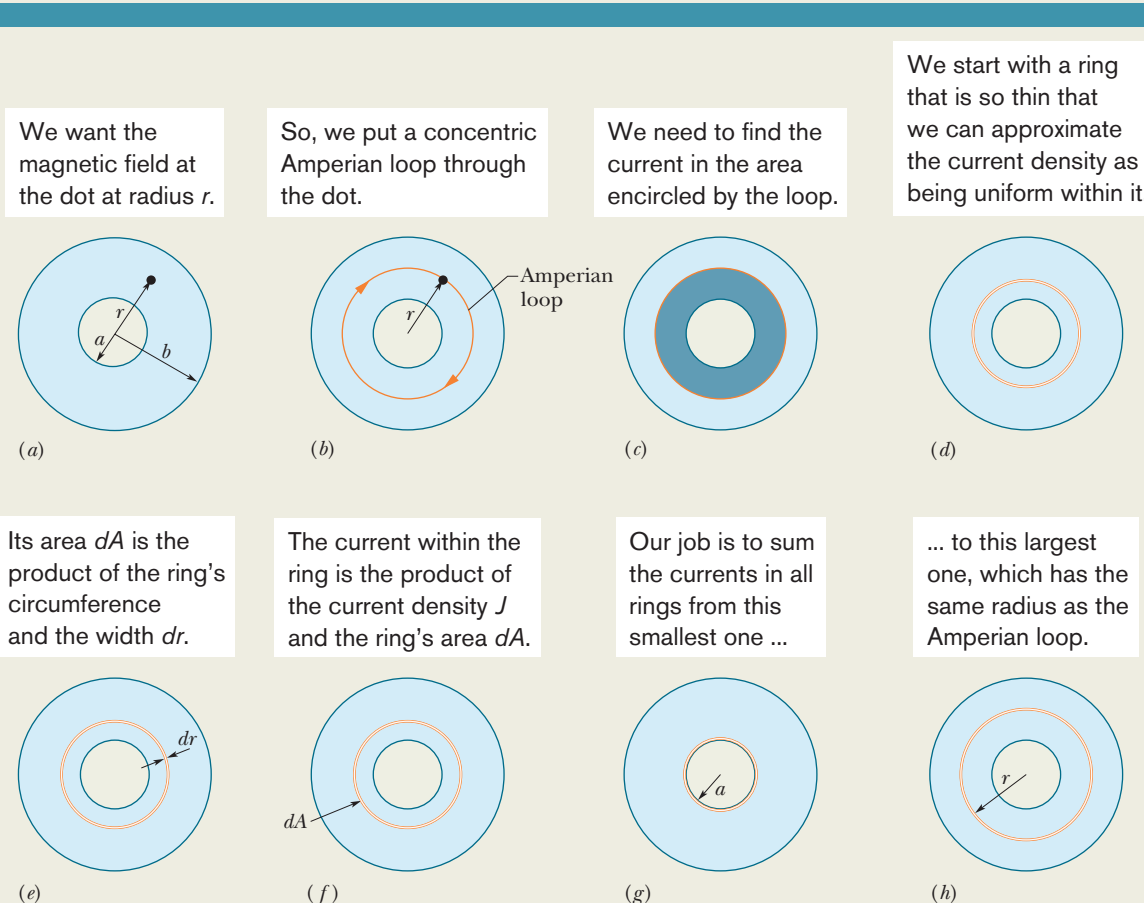 We want the
magnetic field at
the dot at radius r.
So, we put a concentric
Amperian loop through
the dot.
We need to find the
current in the area
encircled by the loop.
We start with a ring
that is so thin that
we can approximate
the current density as
being uniform within it
r
a
b
(a)
r
Amperian
loop
(b)
(c)
(d)
Its area dA is the
product of the ring's
circumference
and the width dr.
The current within the
ring is the product of
the current density J
and the ring's area dA.
Our job is to sum
the currents in all
rings from this
smallest one ...
... to this largest
one, which has the
same radius as the
Amperian loop.
dr
(e)
dA
(f)
a
(g)
r
(h)